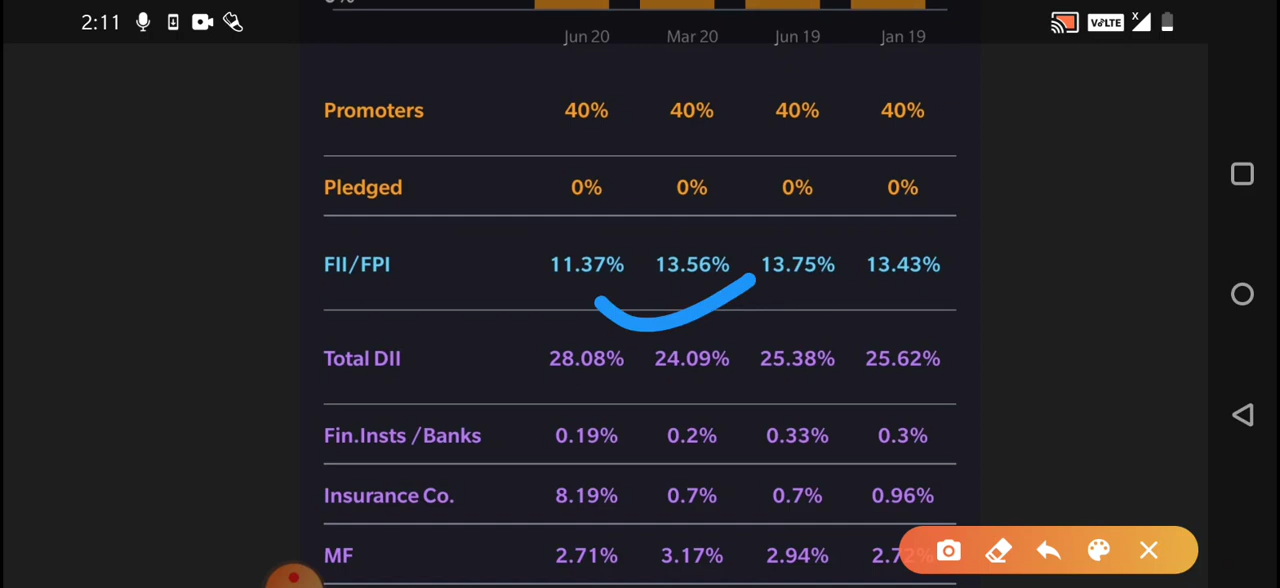 2:11 VoLTE X
Jun 20 Mar 20 Jun 19 Jan 19
Promoters 40% 40% 40% 40%
Pledged 0% 0% 0% 0%
FII/FPI 11.37% 13.56% 13.75% 13.43%
Total DII 28.08% 24.09% 25.38% 25.62%
Fin.Insts /Banks 0.19% 0.2% 0.33% 0.3%
Insurance Co. 8.19% 0.7% 0.7% 0.96%
MF 2.71% 3.17% 2.94% 2.72%